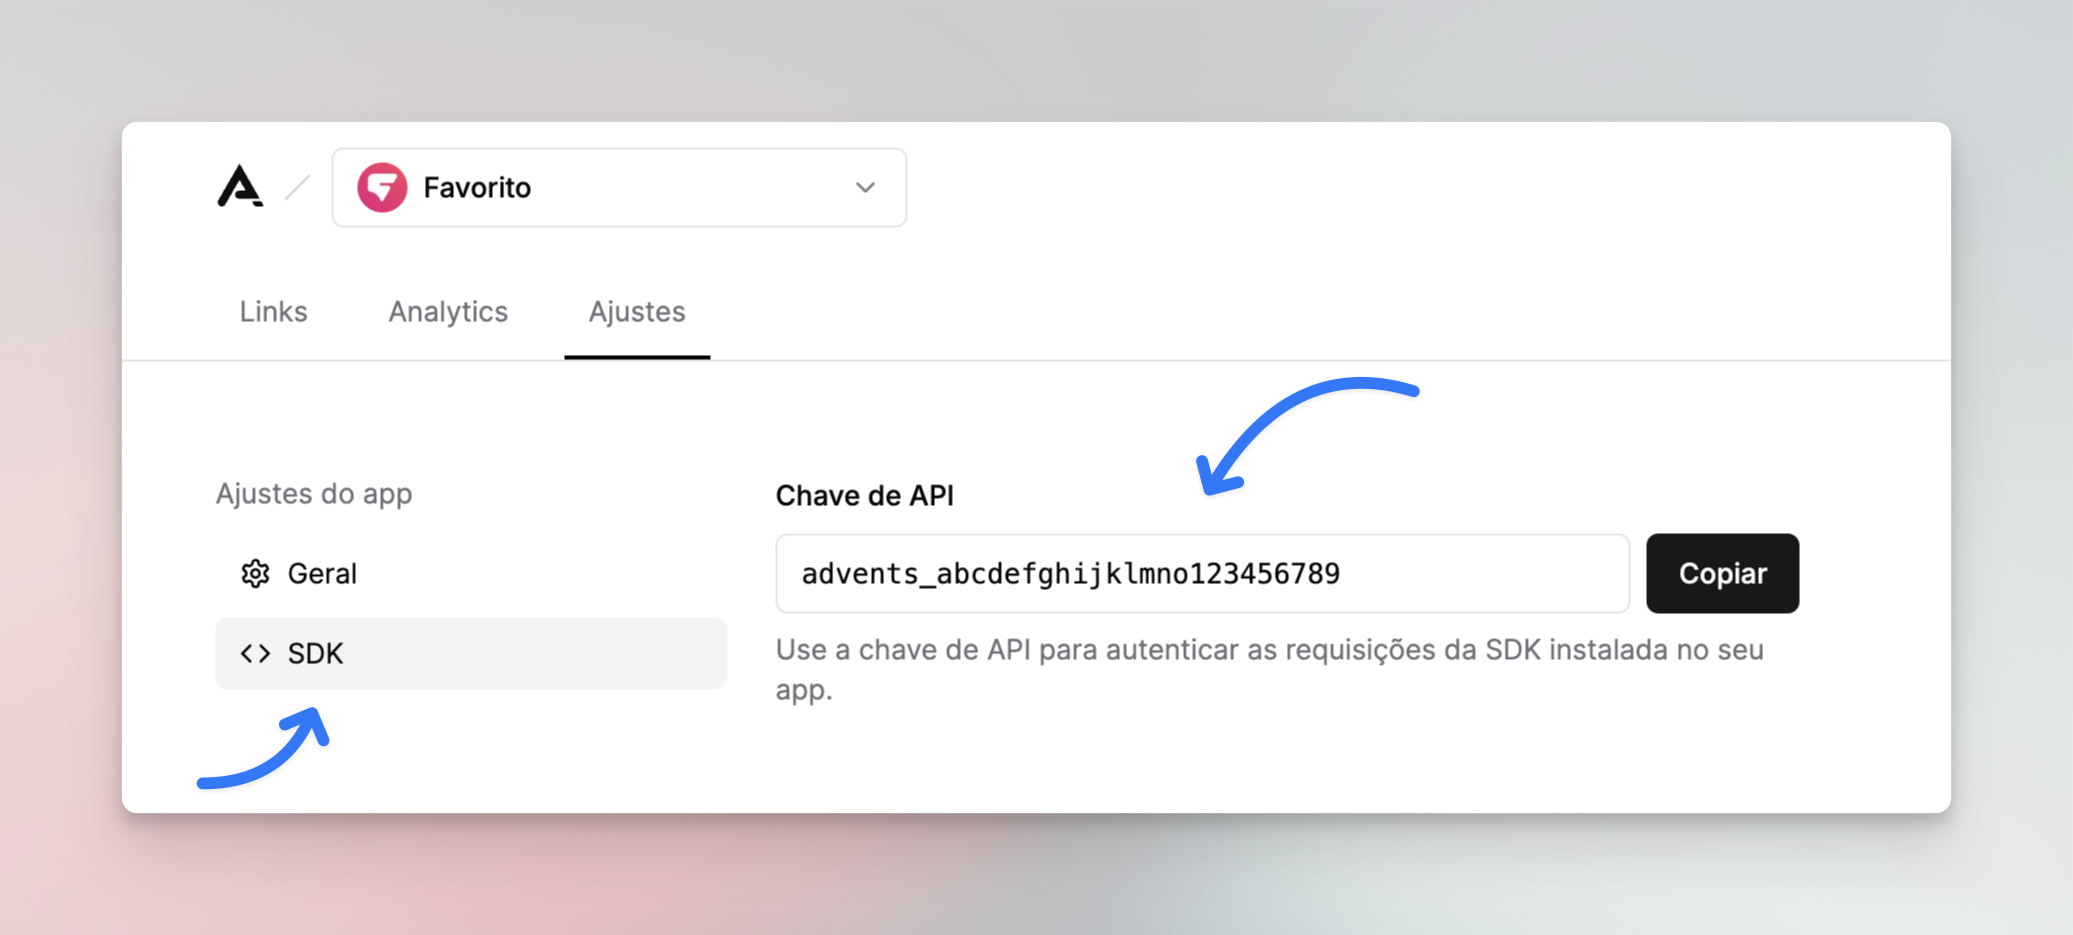 Favorito
Links
Analytics
Ajustes
Ajustes do app
Geral
SDK
Chave de API
advents_abcdefghijklmno123456789
Copiar
Use a chave de API para autenticar as requisições da SDK instalada no seu
app.